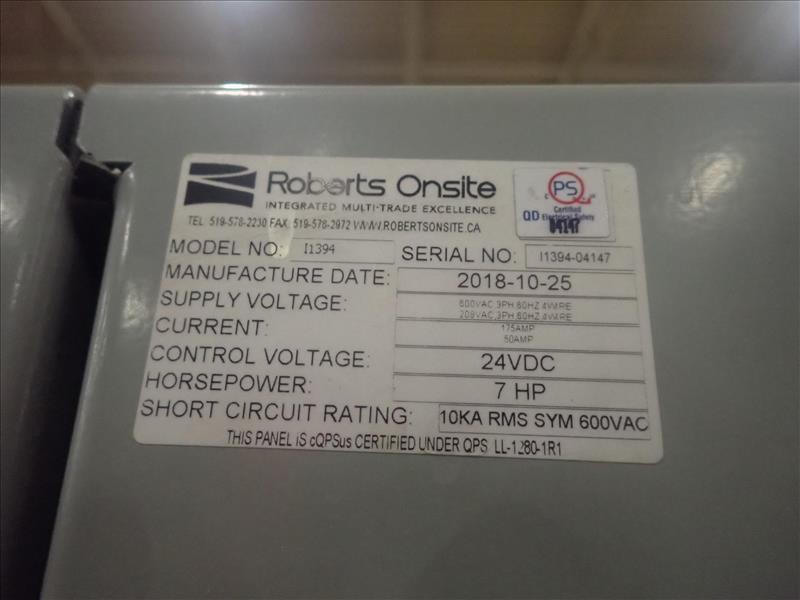 Roberts Onsite
INTEGRATED MULTI-TRADE EXCELLENCE
TEL 519-578-2230 FAX 519-578-2972 WWW.ROBERTSONSITE.CA
QPS
Certified
QD Electrical Safety
04147
MODEL NO: I1394 SERIAL NO: I1394-04147
MANUFACTURE DATE: 2018-10-25
SUPPLY VOLTAGE: 600VAC,3PH,60HZ,4WIRE
208VAC,3PH,60HZ,4WIRE
CURRENT: 175AMP
50AMP
CONTROL VOLTAGE: 24VDC
HORSEPOWER: 7 HP
SHORT CIRCUIT RATING: 10KA RMS SYM 600VAC
THIS PANEL iS cQPSus CERTIFIED UNDER QPS LL-1280-1R1